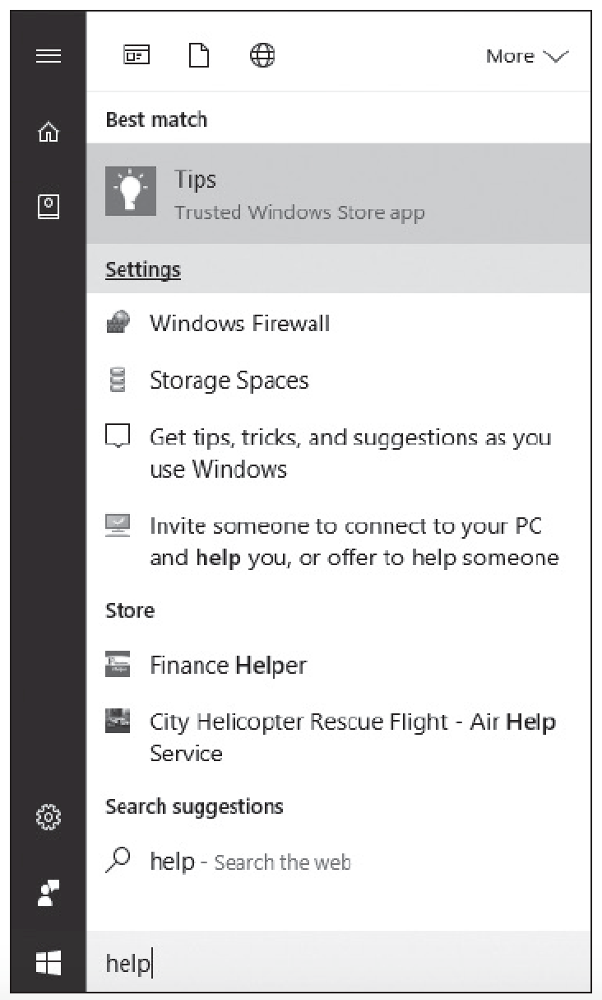 More
Best match
Tips
Trusted Windows Store app
Settings
Windows Firewall
Storage Spaces
Get tips, tricks, and suggestions as you
use Windows
Invite someone to connect to your PC
and help you, or offer to help someone
Store
Finance Helper
City Helicopter Rescue Flight - Air Help
Service
Search suggestions
help - Search the web
help